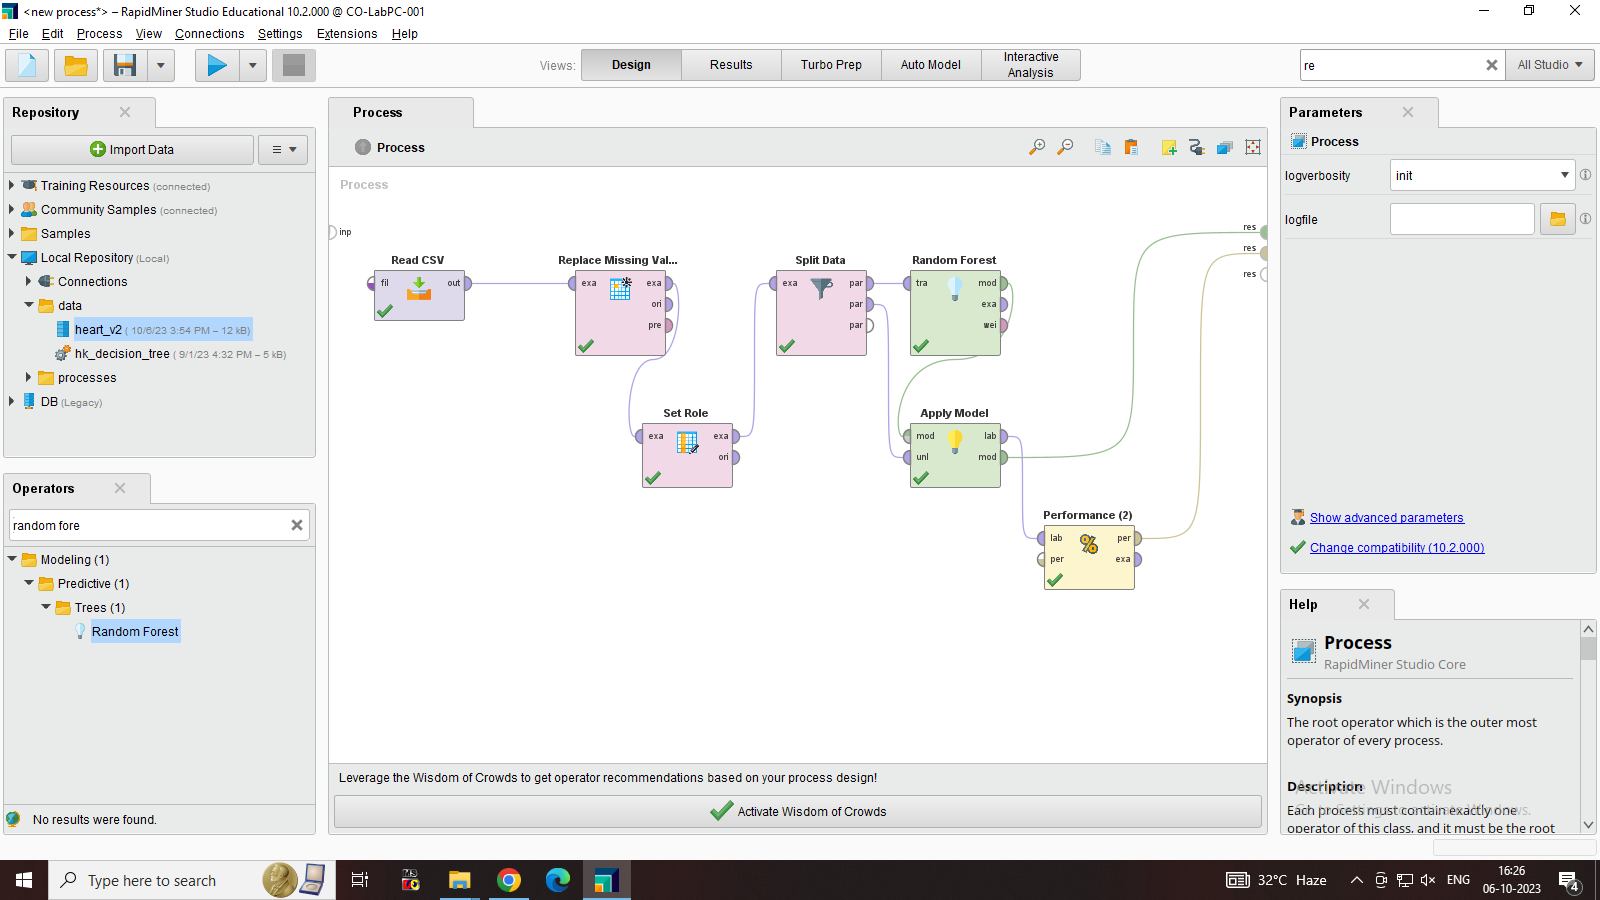 <new process*> – RapidMiner Studio Educational 10.2.000 @ CO-LabPC-001
File Edit Process View Connections Settings Extensions Help
Views: Design Results Turbo Prep Auto Model Interactive Analysis
re
All Studio
Repository
Import Data
Training Resources (connected)
Community Samples (connected)
Samples
Local Repository (Local)
Connections
data
heart_v2 ( 10/6/23 3:54 PM – 12 kB)
hk_decision_tree ( 9/1/23 4:32 PM – 5 kB)
processes
DB (Legacy)
Operators
random fore
Modeling (1)
Predictive (1)
Trees (1)
Random Forest
No results were found.
Process
Process
Process
inp
res
res
res
Read CSV
fil out
Replace Missing Val...
exa exa
ori
pre
Split Data
exa par
par
par
Random Forest
tra mod
exa
wei
Set Role
exa exa
ori
Apply Model
mod lab
unl mod
Performance (2)
lab per
per exa
Leverage the Wisdom of Crowds to get operator recommendations based on your process design!
Activate Wisdom of Crowds
Parameters
Process
logverbosity init
logfile
Show advanced parameters
Change compatibility (10.2.000)
Help
Process
RapidMiner Studio Core
Synopsis
The root operator which is the outer most
operator of every process.
Description
Activate Windows
Go to Settings to activate Windows.
Each process must contain exactly one
operator of this class, and it must be the root
Type here to search
32°C Haze
ENG
16:26
06-10-2023
4